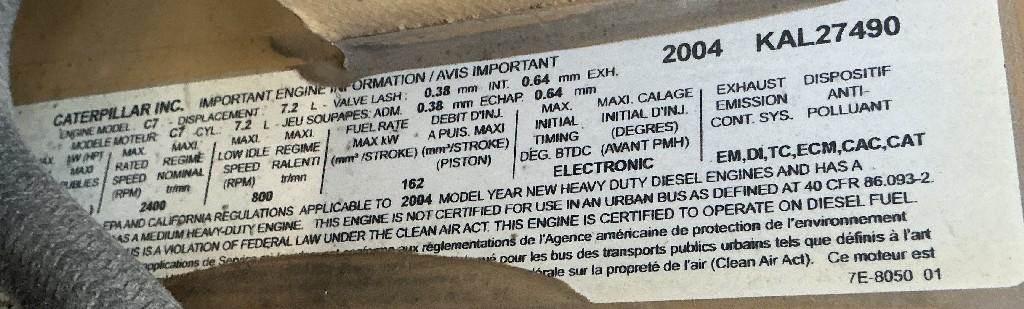 2004 KAL27490
CATERPILLAR INC. IMPORTANT ENGINE ORMATION / AVIS IMPORTANT
ENGINE MODEL C7 - DISPLACEMENT 7.2 L - VALVE LASH: 0.38 mm INT. 0.64 mm EXH.
MODELE MOTEUR C7 -CYL. 7.2 L - JEU SOUPAPES: ADM. 0.38 mm ECHAP. 0.64 mm
kW (HP) MAXI
PUBLIES
MAX. MAXI.
RATED REGIME
SPEED NOMINAL
(RPM) tr/mn
2400
MAXI. MAXI.
LOW IDLE REGIME
SPEED RALENTI
(RPM) tr/mn
800
FUEL RATE DEBIT D'INJ.
MAX kW A PUIS. MAXI
(mm³/STROKE) (mm³/STROKE)
(PISTON)
162
MAX. MAXI. CALAGE
INITIAL INITIAL D'INJ.
TIMING (DEGRES)
DEG. BTDC (AVANT PMH)
ELECTRONIC
EXHAUST DISPOSITIF
EMISSION ANTI-
CONT. SYS. POLLUANT
EM,DI,TC,ECM,CAC,CAT
EPA AND CALIFORNIA REGULATIONS APPLICABLE TO 2004 MODEL YEAR NEW HEAVY DUTY DIESEL ENGINES AND HAS A
AS A MEDIUM HEAVY-DUTY ENGINE. THIS ENGINE IS NOT CERTIFIED FOR USE IN AN URBAN BUS AS DEFINED AT 40 CFR 86.093-2.
IS A VIOLATION OF FEDERAL LAW UNDER THE CLEAN AIR ACT. THIS ENGINE IS CERTIFIED TO OPERATE ON DIESEL FUEL.
applications de aux réglementations de l'Agence américaine de protection de l'environnement
pour les bus des transports publics urbains tels que définis à l'art
érale sur la propreté de l'air (Clean Air Act). Ce moteur est
7E-8050 01